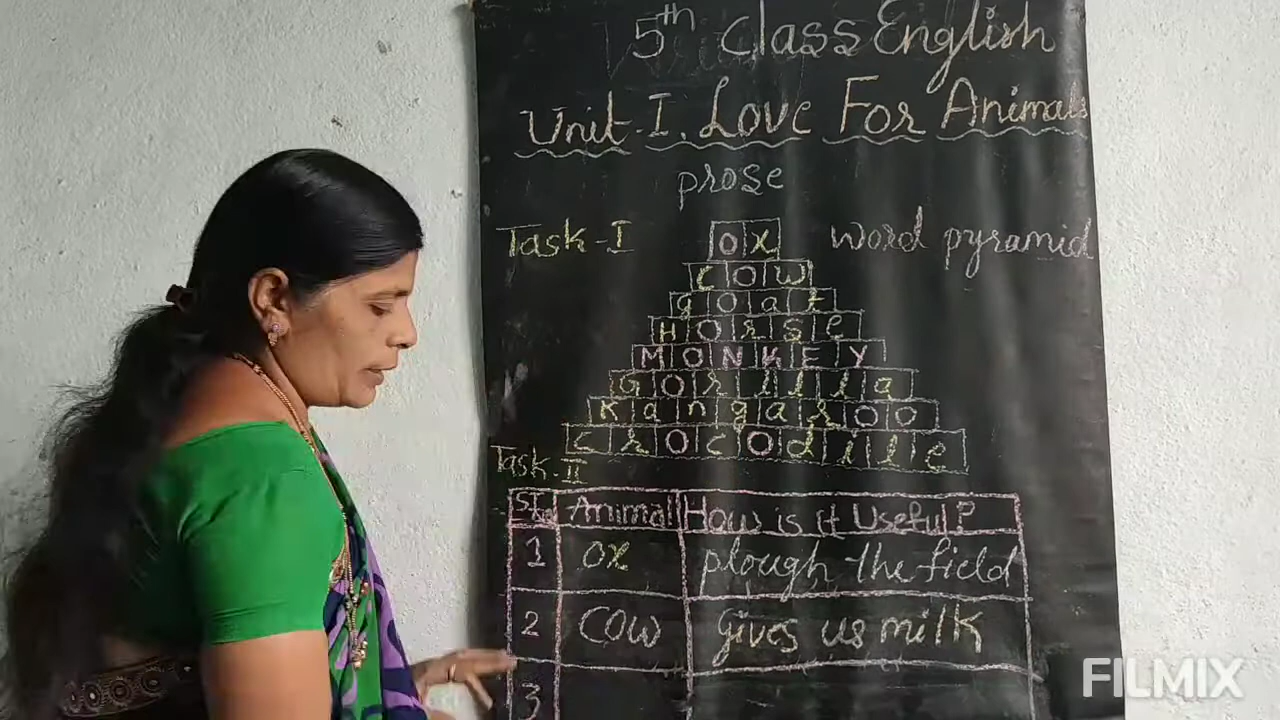 5th Class English
Unit-I. Love For Animals
prose
Task-I
word pyramid
ox
cow
goat
Horse
MONKEY
Gorilla
Kangaroo
crocodile
Task-II
Animal How is it Useful?
1 ox plough the field
2 COW gives us milk
3
FILMIX